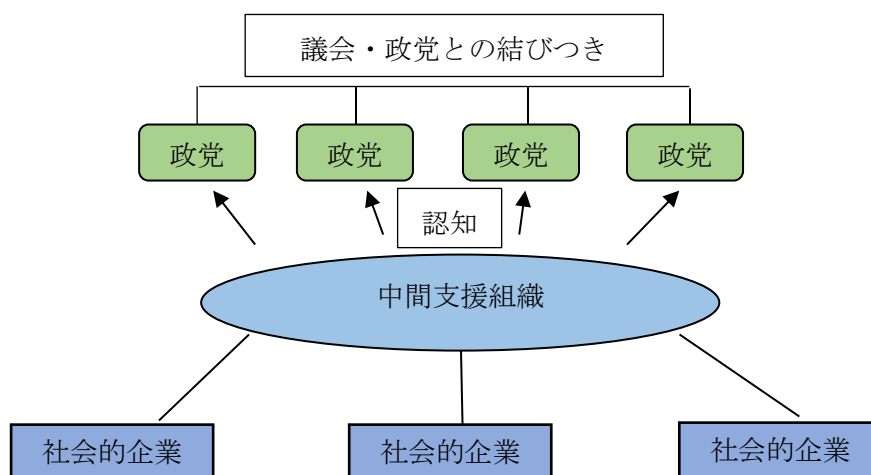 議会・政党との結びつき
政党
政党
政党
政党
認知
中間支援組織
社会的企業
社会的企業
社会的企業